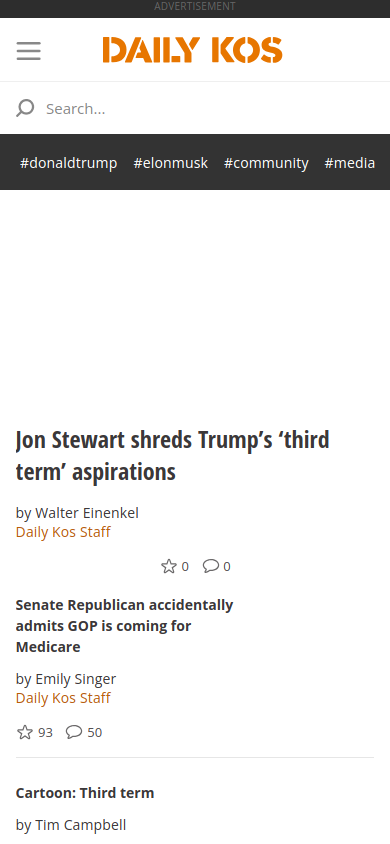 ADVERTISEMENT
DAILY KOS
Search...
#donaldtrump #elonmusk #community #media
Jon Stewart shreds Trump’s ‘third
term’ aspirations
by Walter Einenkel
Daily Kos Staff
0 0
Senate Republican accidentally
admits GOP is coming for
Medicare
by Emily Singer
Daily Kos Staff
93 50
Cartoon: Third term
by Tim Campbell